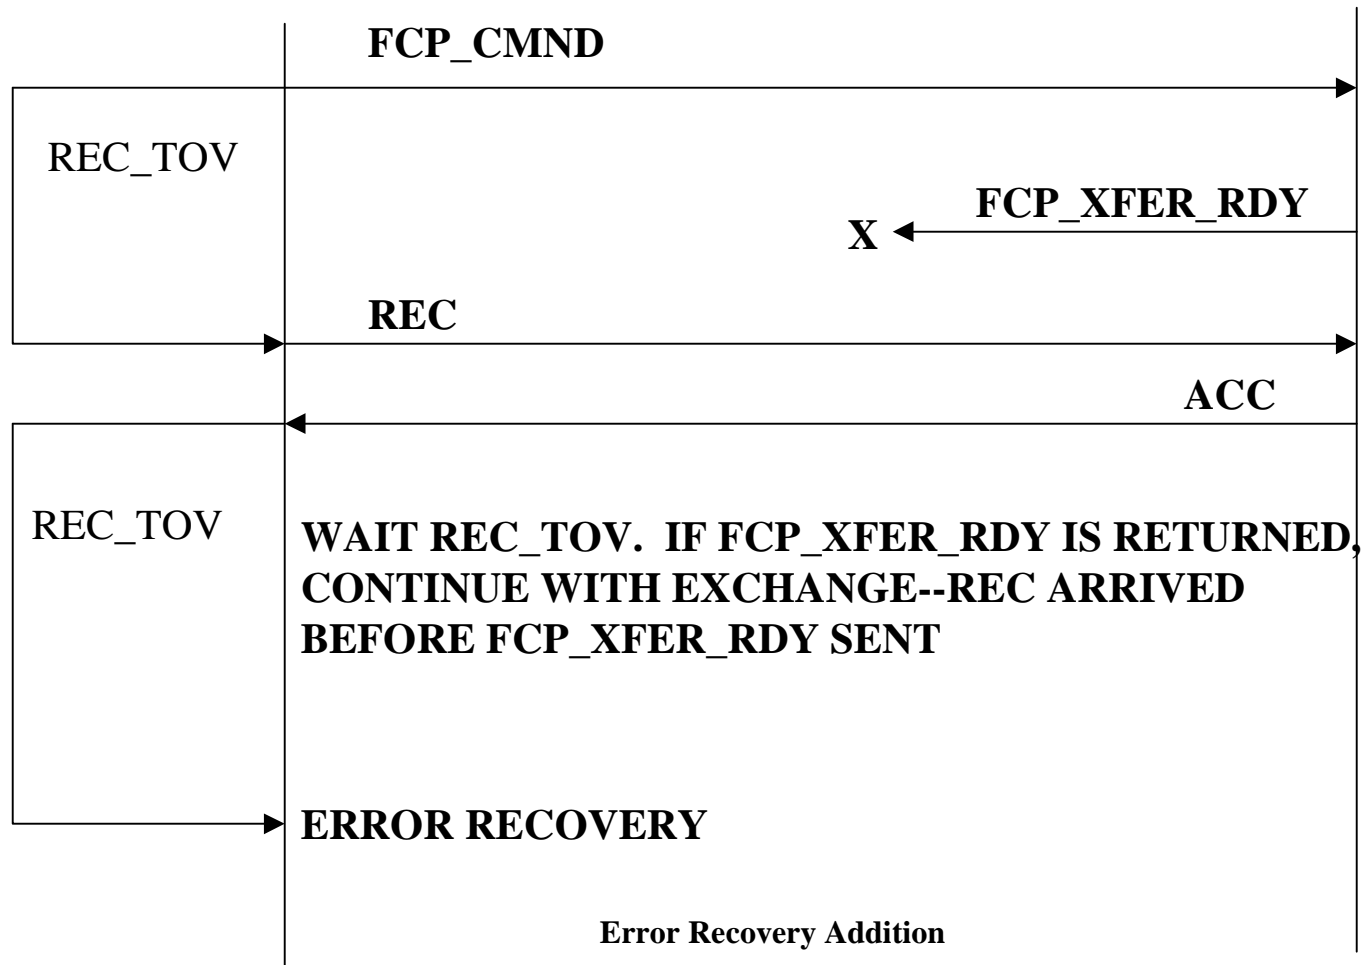 FCP_CMND
REC_TOV
FCP_XFER_RDY
X
REC
ACC
REC_TOV
WAIT REC_TOV.  IF FCP_XFER_RDY IS RETURNED,
CONTINUE WITH EXCHANGE--REC ARRIVED
BEFORE FCP_XFER_RDY SENT
ERROR RECOVERY
Error Recovery Addition